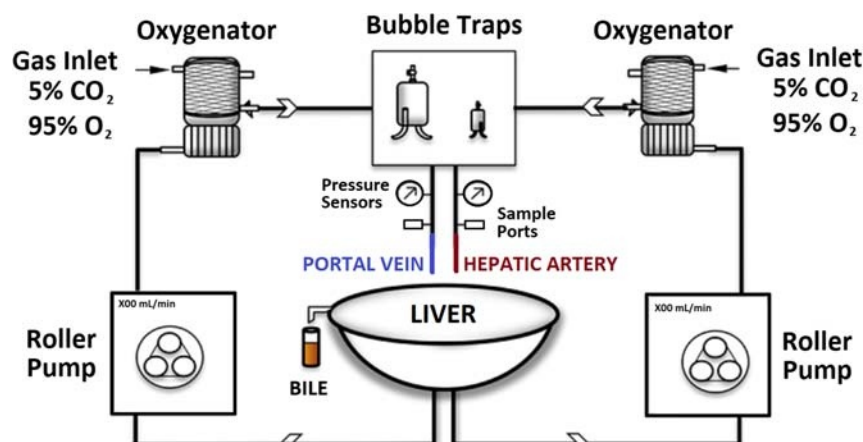 Oxygenator
Bubble Traps
Oxygenator
Gas Inlet
5% CO₂
95% O₂
Gas Inlet
5% CO₂
95% O₂
Pressure
Sensors
Sample
Ports
PORTAL VEIN
HEPATIC ARTERY
X00 mL/min
Roller
Pump
LIVER
BILE
X00 mL/min
Roller
Pump